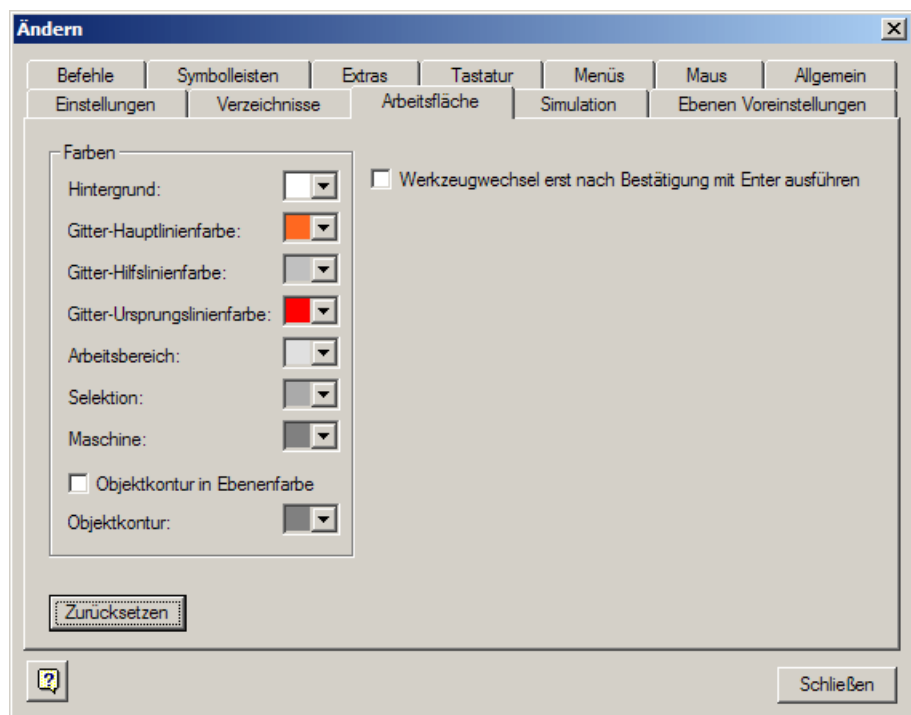 Ändern
Befehle Symbolleisten Extras Tastatur Menüs Maus Allgemein
Einstellungen Verzeichnisse Arbeitsfläche Simulation Ebenen Voreinstellungen
Farben
Hintergrund:
Werkzeugwechsel erst nach Bestätigung mit Enter ausführen
Gitter-Hauptlinienfarbe:
Gitter-Hilfslinienfarbe:
Gitter-Ursprungslinienfarbe:
Arbeitsbereich:
Selektion:
Maschine:
Objektkontur in Ebenenfarbe
Objektkontur:
Zurücksetzen
Schließen